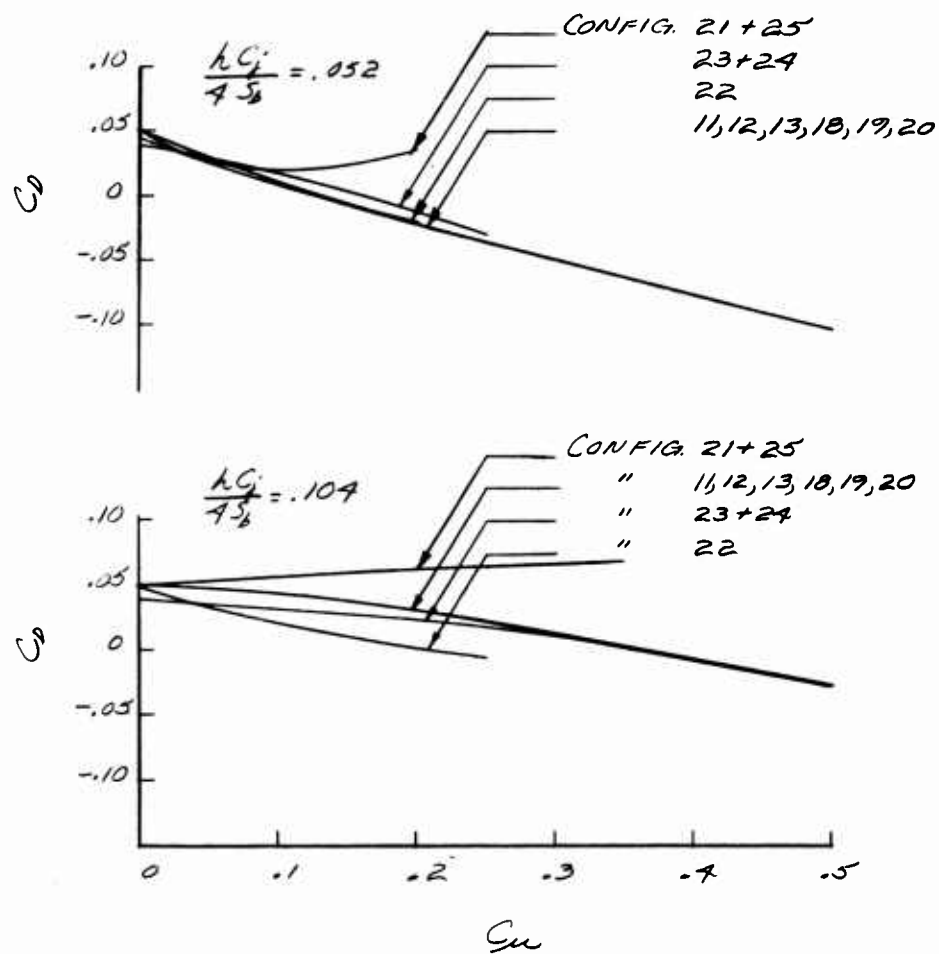 CONFIG. 21+25
23+24
22
11,12,13,18,19,20
hCj/4Sb = .052
.10
.05
0
-.05
-.10
CD
CONFIG. 21+25
" 11,12,13,18,19,20
" 23+24
" 22
hCj/4Sb = .104
.10
.05
0
-.05
-.10
CD
0 .1 .2 .3 .4 .5
Cμ